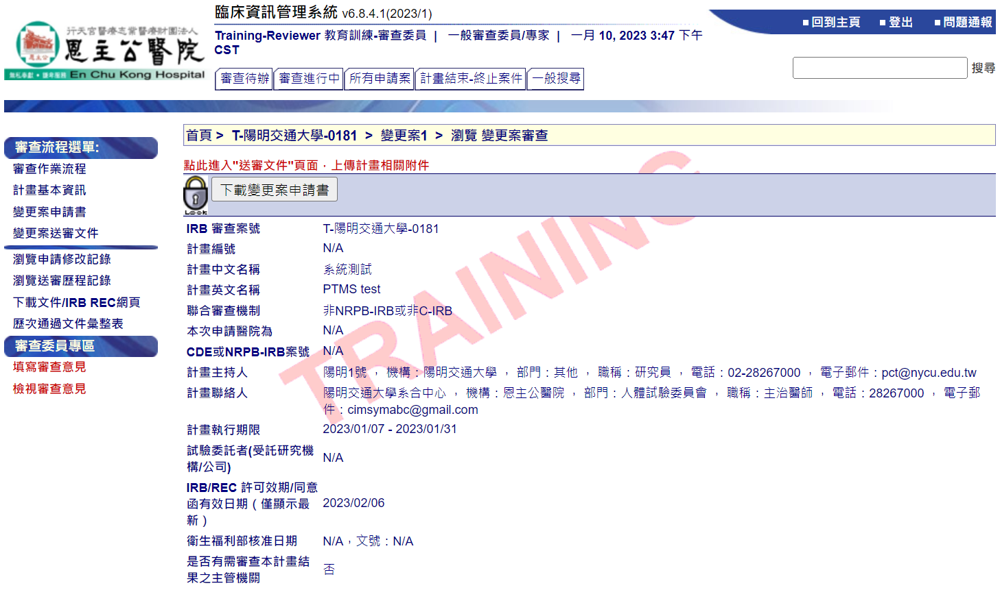 行天宮醫療志業醫療財團法人
恩主公醫院
En Chu Kong Hospital
臨床資訊管理系統 v6.8.4.1(2023/1)
Training-Reviewer 教育訓練-審查委員 | 一般審查委員/專家 | 一月 10, 2023 3:47 下午
CST
回到主頁 登出 問題通報
搜尋
審查待辦 審查進行中 所有申請案 計畫結束-終止案件 一般搜尋
審查流程選單:
審查作業流程
計畫基本資訊
變更案申請書
變更案送審文件
瀏覽申請修改記錄
瀏覽送審歷程記錄
下載文件/IRB REC網頁
歷次通過文件彙整表
審查委員專區
填寫審查意見
檢視審查意見
首頁 > T-陽明交通大學-0181 > 變更案1 > 瀏覽 變更案審查
點此進入"送審文件"頁面，上傳計畫相關附件
Lock
下載變更案申請書
TRAINING
IRB 審查案號 T-陽明交通大學-0181
計畫編號 N/A
計畫中文名稱 系統測試
計畫英文名稱 PTMS test
聯合審查機制 非NRPB-IRB或非C-IRB
本次申請醫院為 N/A
CDE或NRPB-IRB案號 N/A
計畫主持人 陽明1號 ， 機構：陽明交通大學 ， 部門：其他 ， 職稱：研究員 ， 電話：02-28267000 ， 電子郵件：pct@nycu.edu.tw
計畫聯絡人 陽明交通大學系合中心 ， 機構：恩主公醫院 ， 部門：人體試驗委員會 ， 職稱：主治醫師 ， 電話：28267000 ， 電子郵
件：cimsymabc@gmail.com
計畫執行期限 2023/01/07 - 2023/01/31
試驗委託者(受託研究機
構/公司) N/A
IRB/REC 許可效期/同意
函有效日期（僅顯示最 2023/02/06
新）
衛生福利部核准日期 N/A，文號：N/A
是否有需審查本計畫結
果之主管機關 否